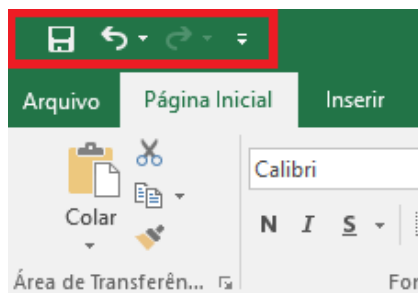 Arquivo Página Inicial Inserir
Calibri
Colar
N I S
Área de Transferên... For